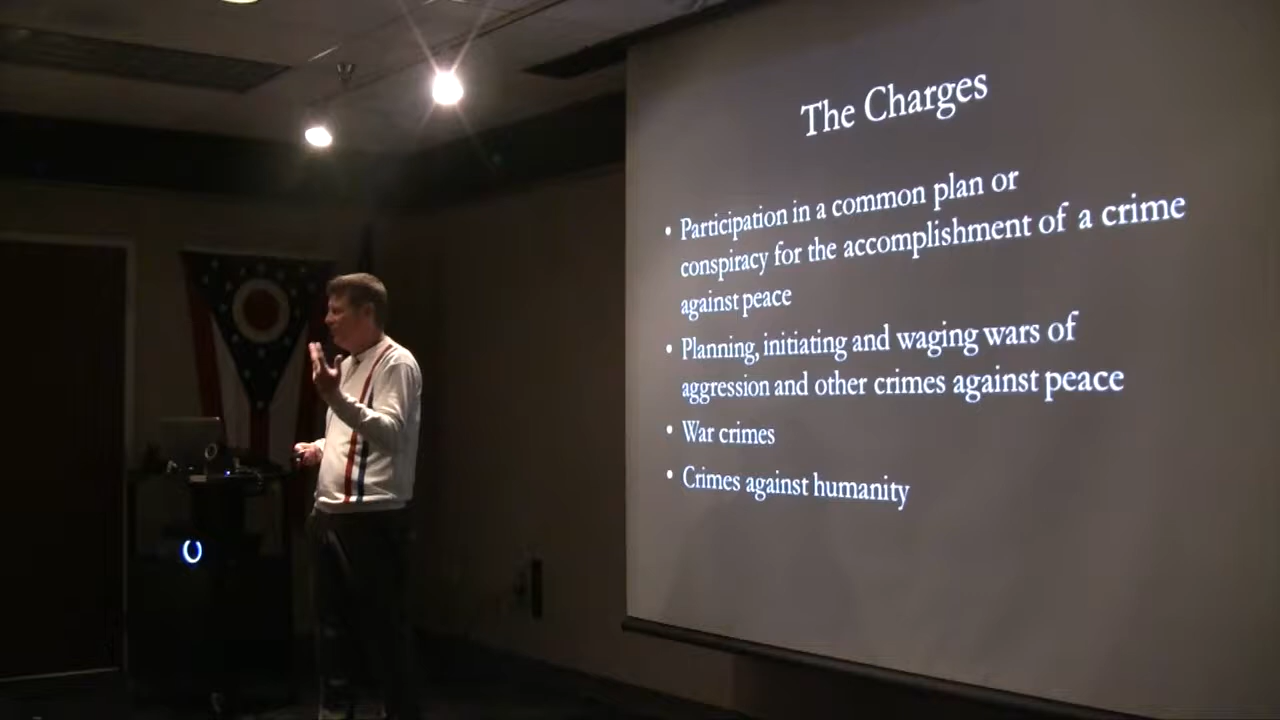 The Charges
• Participation in a common plan or
conspiracy for the accomplishment of a crime
against peace
• Planning, initiating and waging wars of
aggression and other crimes against peace
• War crimes
• Crimes against humanity